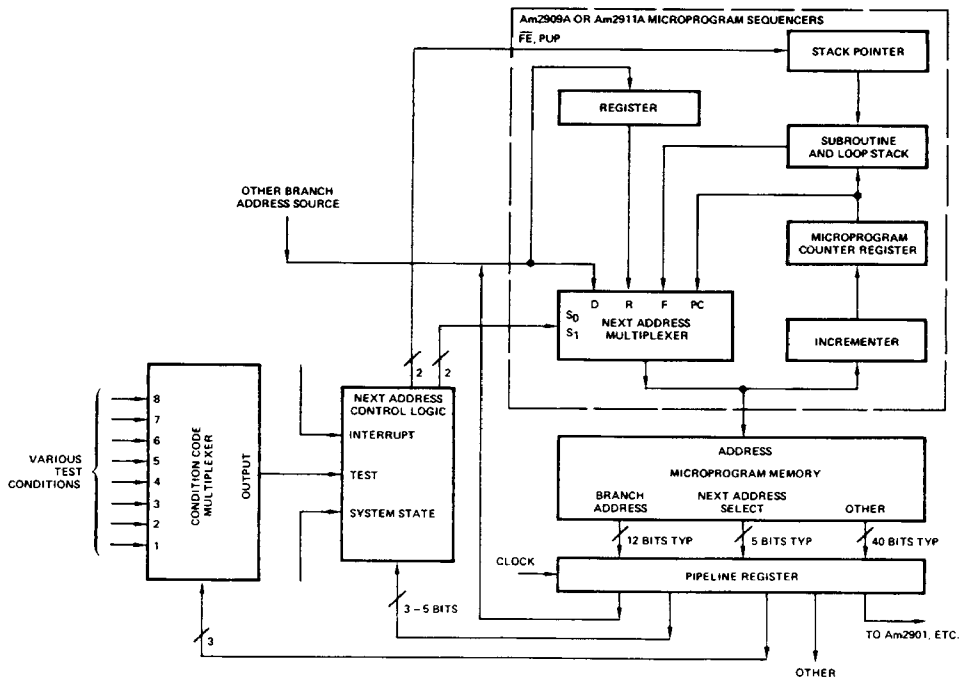 Am2909A OR Am2911A MICROPROGRAM SEQUENCERS
FE, PUP
STACK POINTER
REGISTER
SUBROUTINE
AND LOOP STACK
OTHER BRANCH
ADDRESS SOURCE
MICROPROGRAM
COUNTER REGISTER
D R F PC
S0
S1
NEXT ADDRESS
MULTIPLEXER
INCREMENTER
2
2
NEXT ADDRESS
CONTROL LOGIC
INTERRUPT
TEST
SYSTEM STATE
VARIOUS
TEST
CONDITIONS
8
7
6
5
4
3
2
1
CONDITION CODE
MULTIPLEXER
OUTPUT
ADDRESS
MICROPROGRAM MEMORY
BRANCH
ADDRESS
NEXT ADDRESS
SELECT
OTHER
12 BITS TYP
5 BITS TYP
40 BITS TYP
CLOCK
PIPELINE REGISTER
3 – 5 BITS
3
TO Am2901, ETC.
OTHER